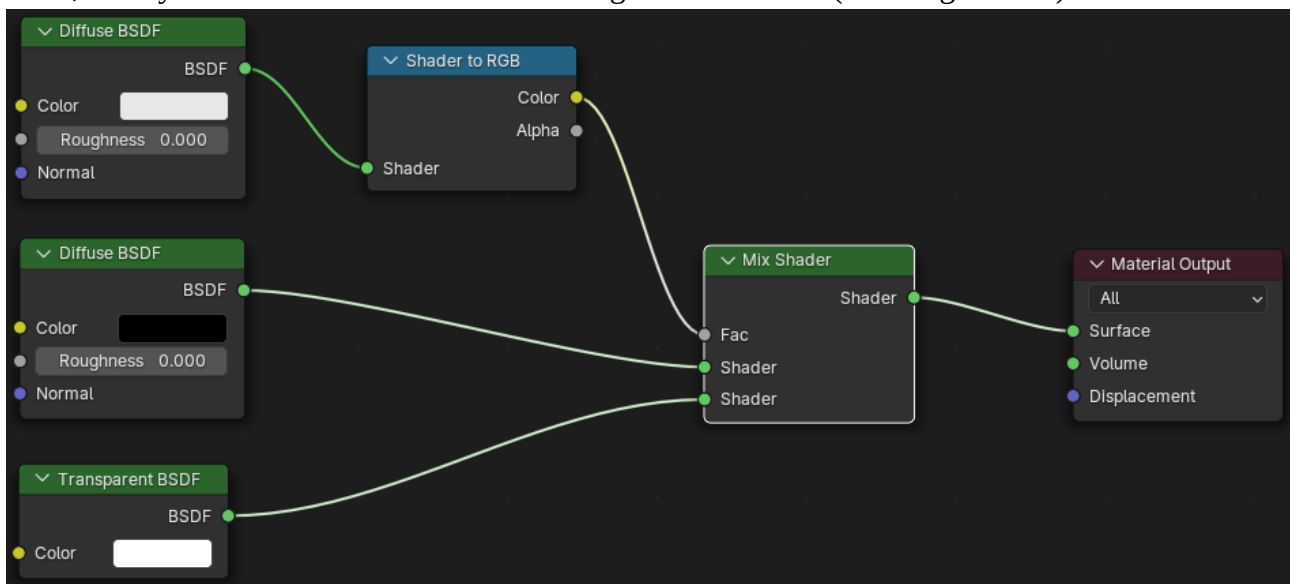 Diffuse BSDF
BSDF
Color
Roughness 0.000
Normal
Shader to RGB
Color
Alpha
Shader
Diffuse BSDF
BSDF
Color
Roughness 0.000
Normal
Transparent BSDF
BSDF
Color
Mix Shader
Shader
Fac
Shader
Shader
Material Output
All
Surface
Volume
Displacement